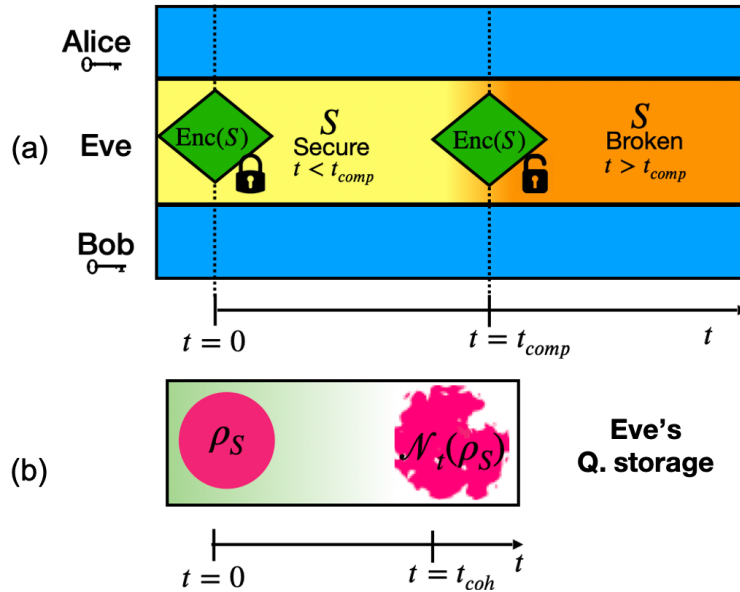 Alice
(a)
Eve
Enc(S)
S
Secure
t < t_comp
Enc(S)
S
Broken
t > t_comp
Bob
t = 0
t = t_comp
t
(b)
ρ_S
𝒩_t(ρ_S)
Eve's
Q. storage
t = 0
t = t_coh
t